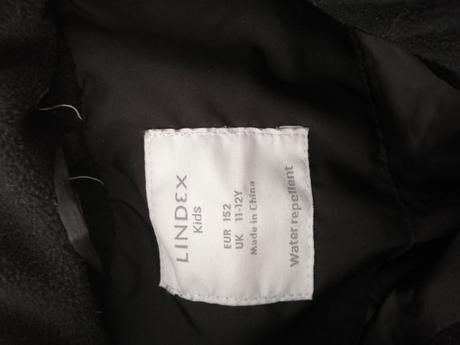 LINDEX
Kids
EUR 152
UK 11-12Y
Made in China
Water repellent